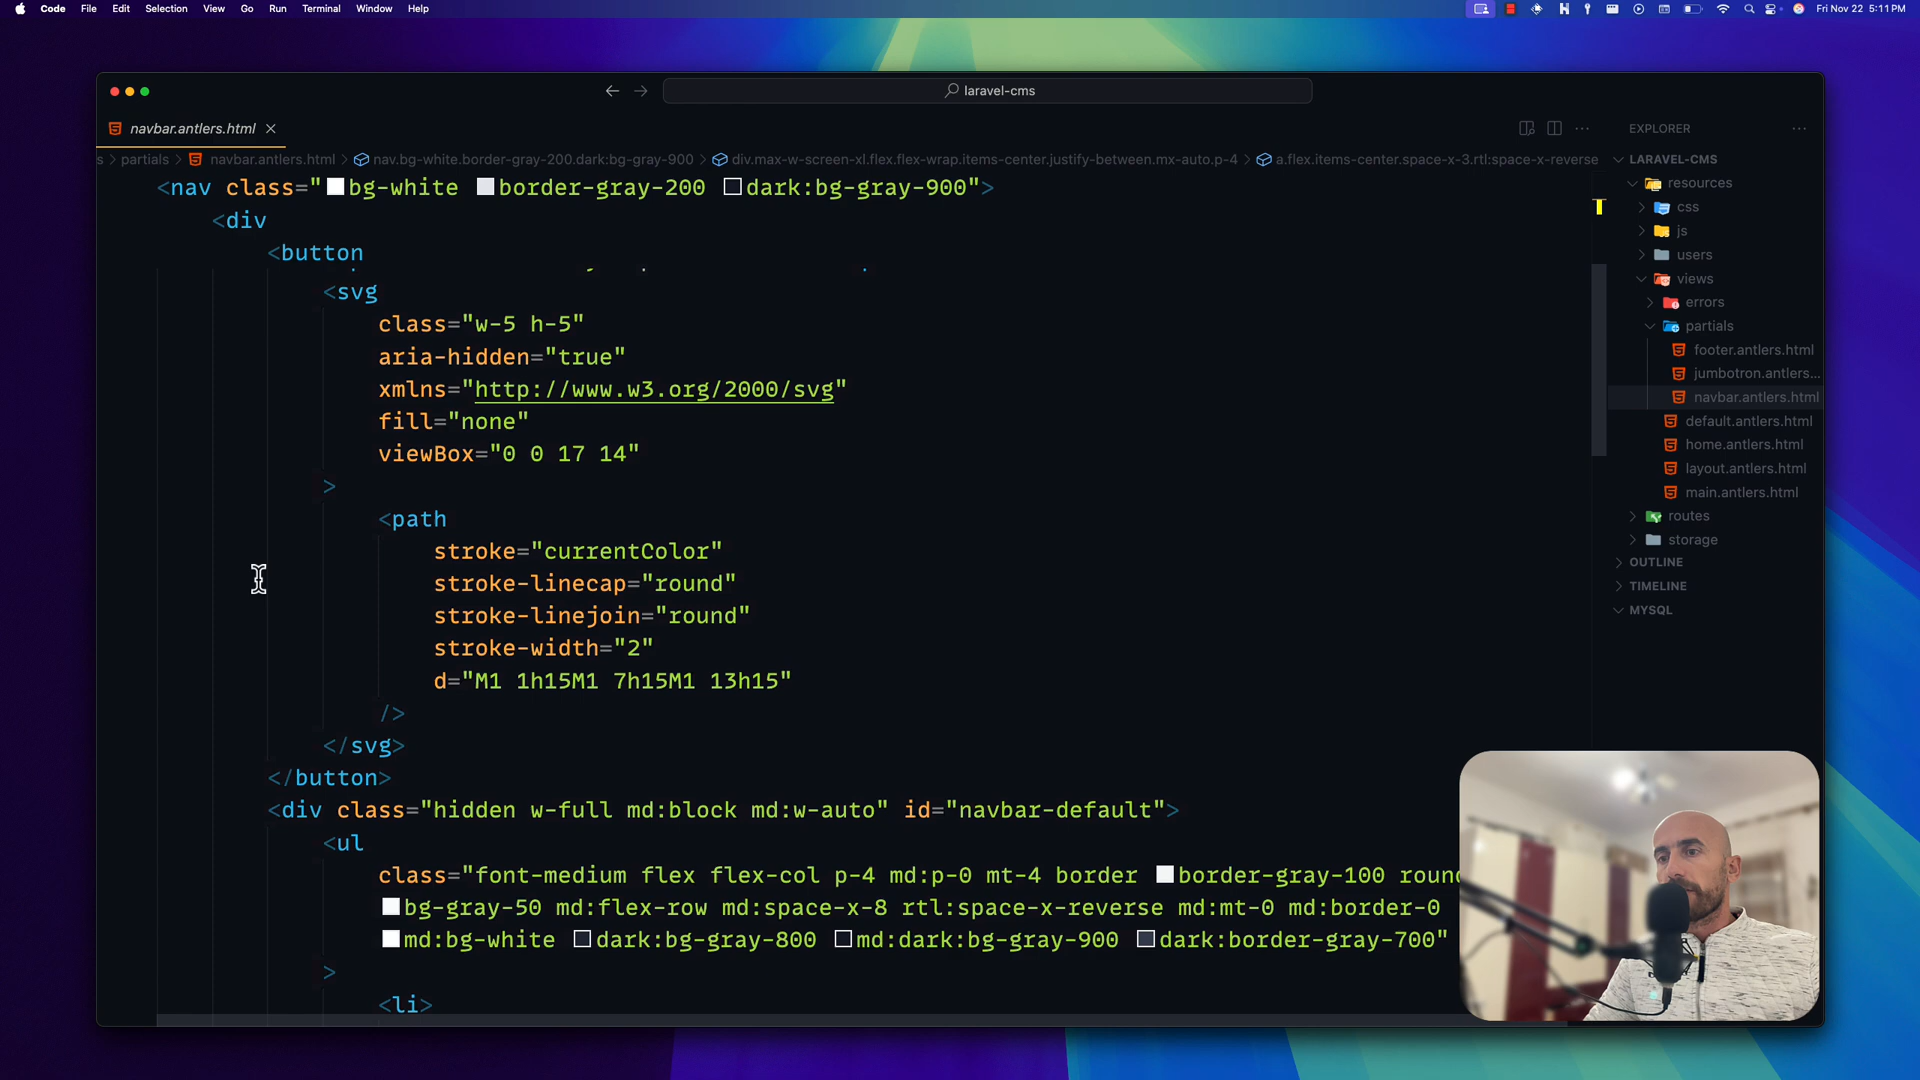 Code File Edit Selection View Go Run Terminal Window Help Fri Nov 22 5:11 PM
laravel-cms
navbar.antlers.html
s > partials > navbar.antlers.html > nav.bg-white.border-gray-200.dark:bg-gray-900 > div.max-w-screen-xl.flex.flex-wrap.items-center.justify-between.mx-auto.p-4 > a.flex.items-center.space-x-3.rtl:space-x-reverse
<nav class="bg-white border-gray-200 dark:bg-gray-900">
<div
<button
<svg
class="w-5 h-5"
aria-hidden="true"
xmlns="http://www.w3.org/2000/svg"
fill="none"
viewBox="0 0 17 14"
>
<path
stroke="currentColor"
stroke-linecap="round"
stroke-linejoin="round"
stroke-width="2"
d="M1 1h15M1 7h15M1 13h15"
/>
</svg>
</button>
<div class="hidden w-full md:block md:w-auto" id="navbar-default">
<ul
class="font-medium flex flex-col p-4 md:p-0 mt-4 border border-gray-100 round
bg-gray-50 md:flex-row md:space-x-8 rtl:space-x-reverse md:mt-0 md:border-0
md:bg-white dark:bg-gray-800 md:dark:bg-gray-900 dark:border-gray-700"
>
<li>
EXPLORER
LARAVEL-CMS
resources
css
js
users
views
errors
partials
footer.antlers.html
jumbotron.antlers...
navbar.antlers.html
default.antlers.html
home.antlers.html
layout.antlers.html
main.antlers.html
routes
storage
OUTLINE
TIMELINE
MYSQL